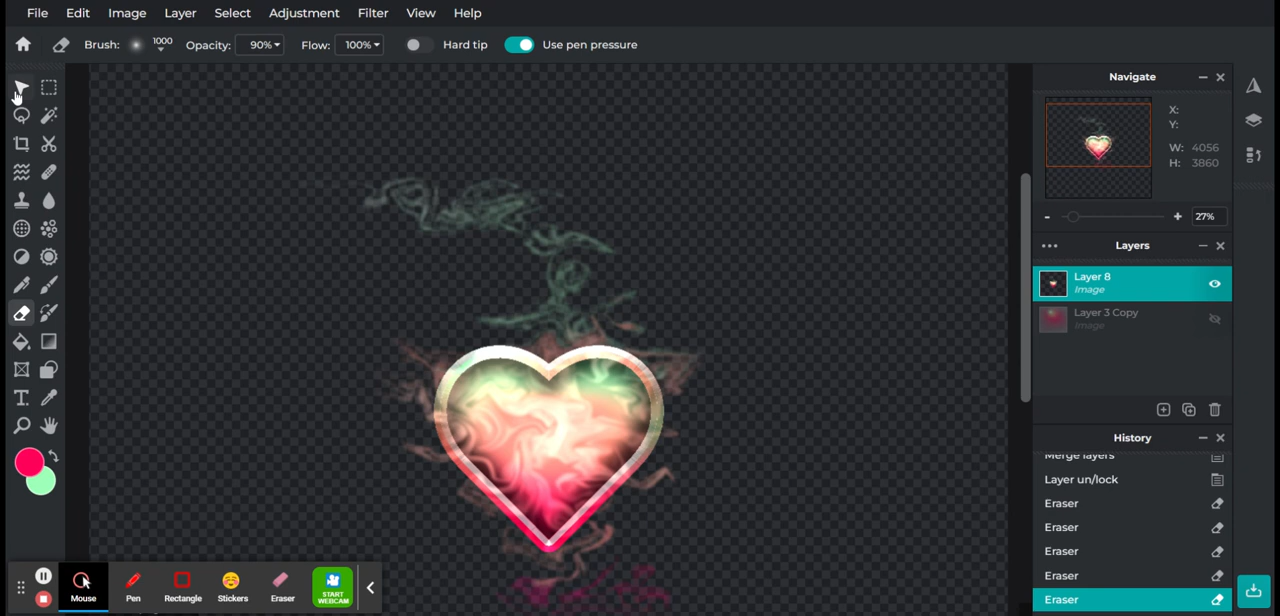 File Edit Image Layer Select Adjustment Filter View Help
Brush: 1000 Opacity: 90% Flow: 100% Hard tip Use pen pressure
Navigate
X:
Y:
W: 4056
H: 3860
- + 27%
Layers
Layer 8
Image
Layer 3 Copy
Image
History
Merge layers
Layer un/lock
Eraser
Eraser
Eraser
Eraser
Eraser
T
Mouse Pen Rectangle Stickers Eraser START
WEBCAM